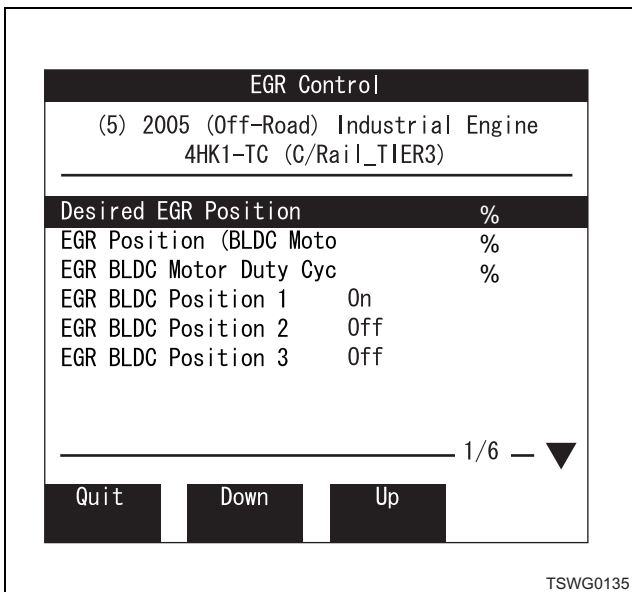 EGR Control
(5) 2005 (Off-Road) Industrial Engine
4HK1-TC (C/Rail_TIER3)
Desired EGR Position %
EGR Position (BLDC Moto %
EGR BLDC Motor Duty Cyc %
EGR BLDC Position 1 On
EGR BLDC Position 2 Off
EGR BLDC Position 3 Off
1/6
Quit Down Up
TSWG0135